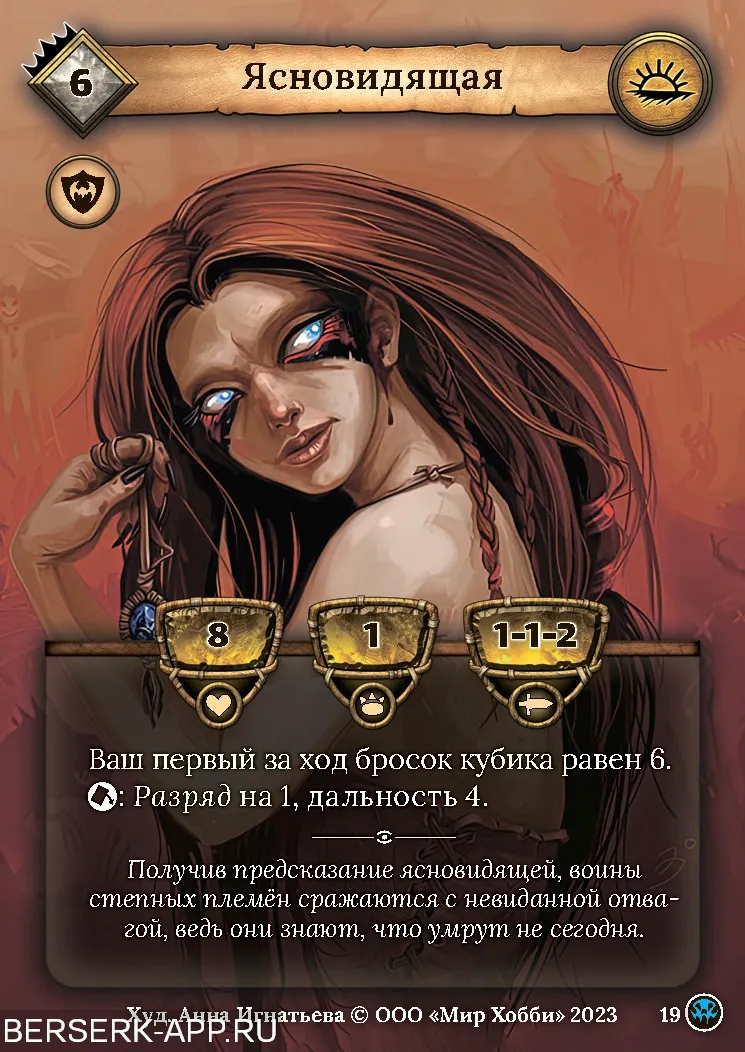 6
Ясновидящая
8
1
1-1-2
Ваш первый за ход бросок кубика равен 6.
: Разряд на 1, дальность 4.
Получив предсказание ясновидящей, воины
степных племён сражаются с невиданной отва-
гой, ведь они знают, что умрут не сегодня.
Худ. Анна Игнатьева © ООО «Мир Хобби» 2023
19
BERSERK-APP.RU